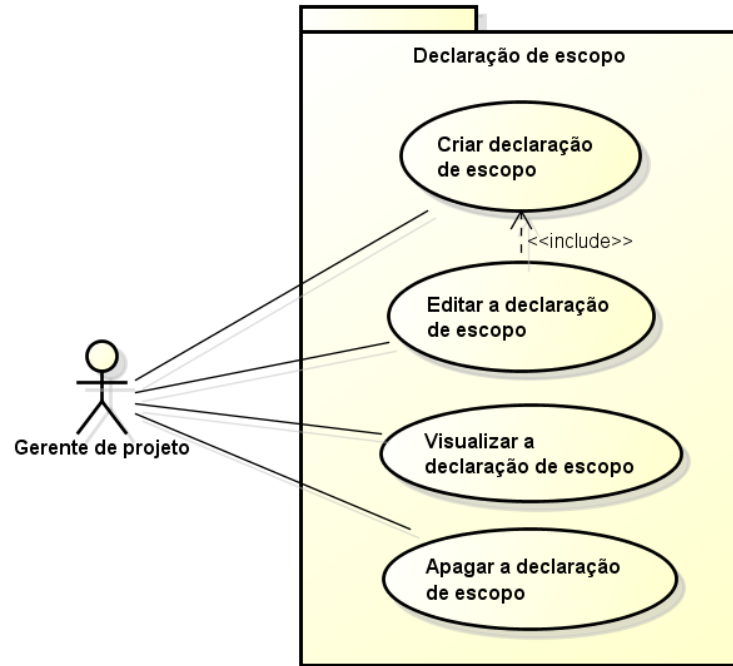 Declaração de escopo
Criar declaração
de escopo
<<include>>
Editar a declaração
de escopo
Gerente de projeto
Visualizar a
declaração de escopo
Apagar a declaração
de escopo